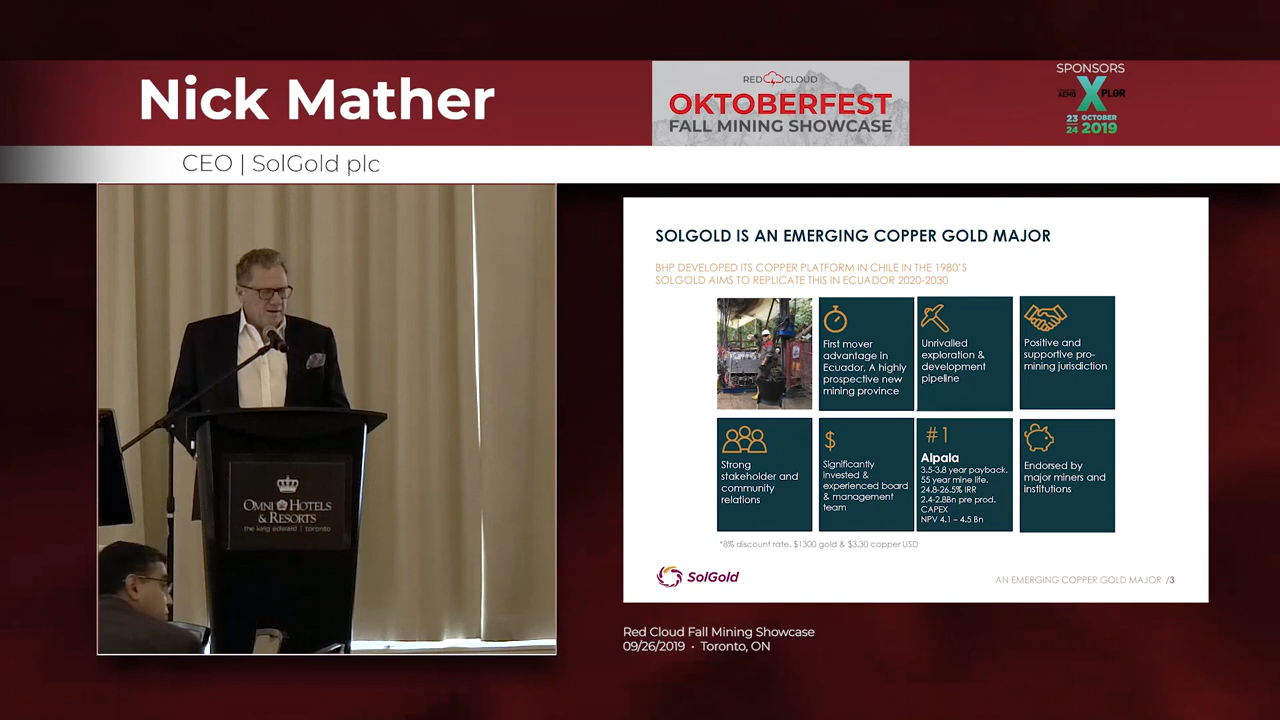 Nick Mather
CEO | SolGold plc
RED CLOUD
OKTOBERFEST
FALL MINING SHOWCASE
SPONSORS
XPLOR
23 OCTOBER
24 2019
OMNI HOTELS
& RESORTS
the king edward | toronto
SOLGOLD IS AN EMERGING COPPER GOLD MAJOR
BHP DEVELOPED ITS COPPER PLATFORM IN CHILE IN THE 1980'S
SOLGOLD AIMS TO REPLICATE THIS IN ECUADOR 2020-2030
First mover
advantage in
Ecuador, A highly
prospective new
mining province
Unrivalled
exploration &
development
pipeline
Positive and
supportive pro-
mining jurisdiction
Strong
stakeholder and
community
relations
$
Significantly
invested &
experienced board
& management
team
#1
Alpala
3.5-3.8 year payback.
55 year mine life.
24.8-26.5% IRR
2.4-2.8Bn pre prod.
CAPEX
NPV 4.1 – 4.5 Bn
Endorsed by
major miners and
institutions
*8% discount rate, $1300 gold & $3.30 copper USD
SolGold
AN EMERGING COPPER GOLD MAJOR /3
Red Cloud Fall Mining Showcase
09/26/2019 • Toronto, ON